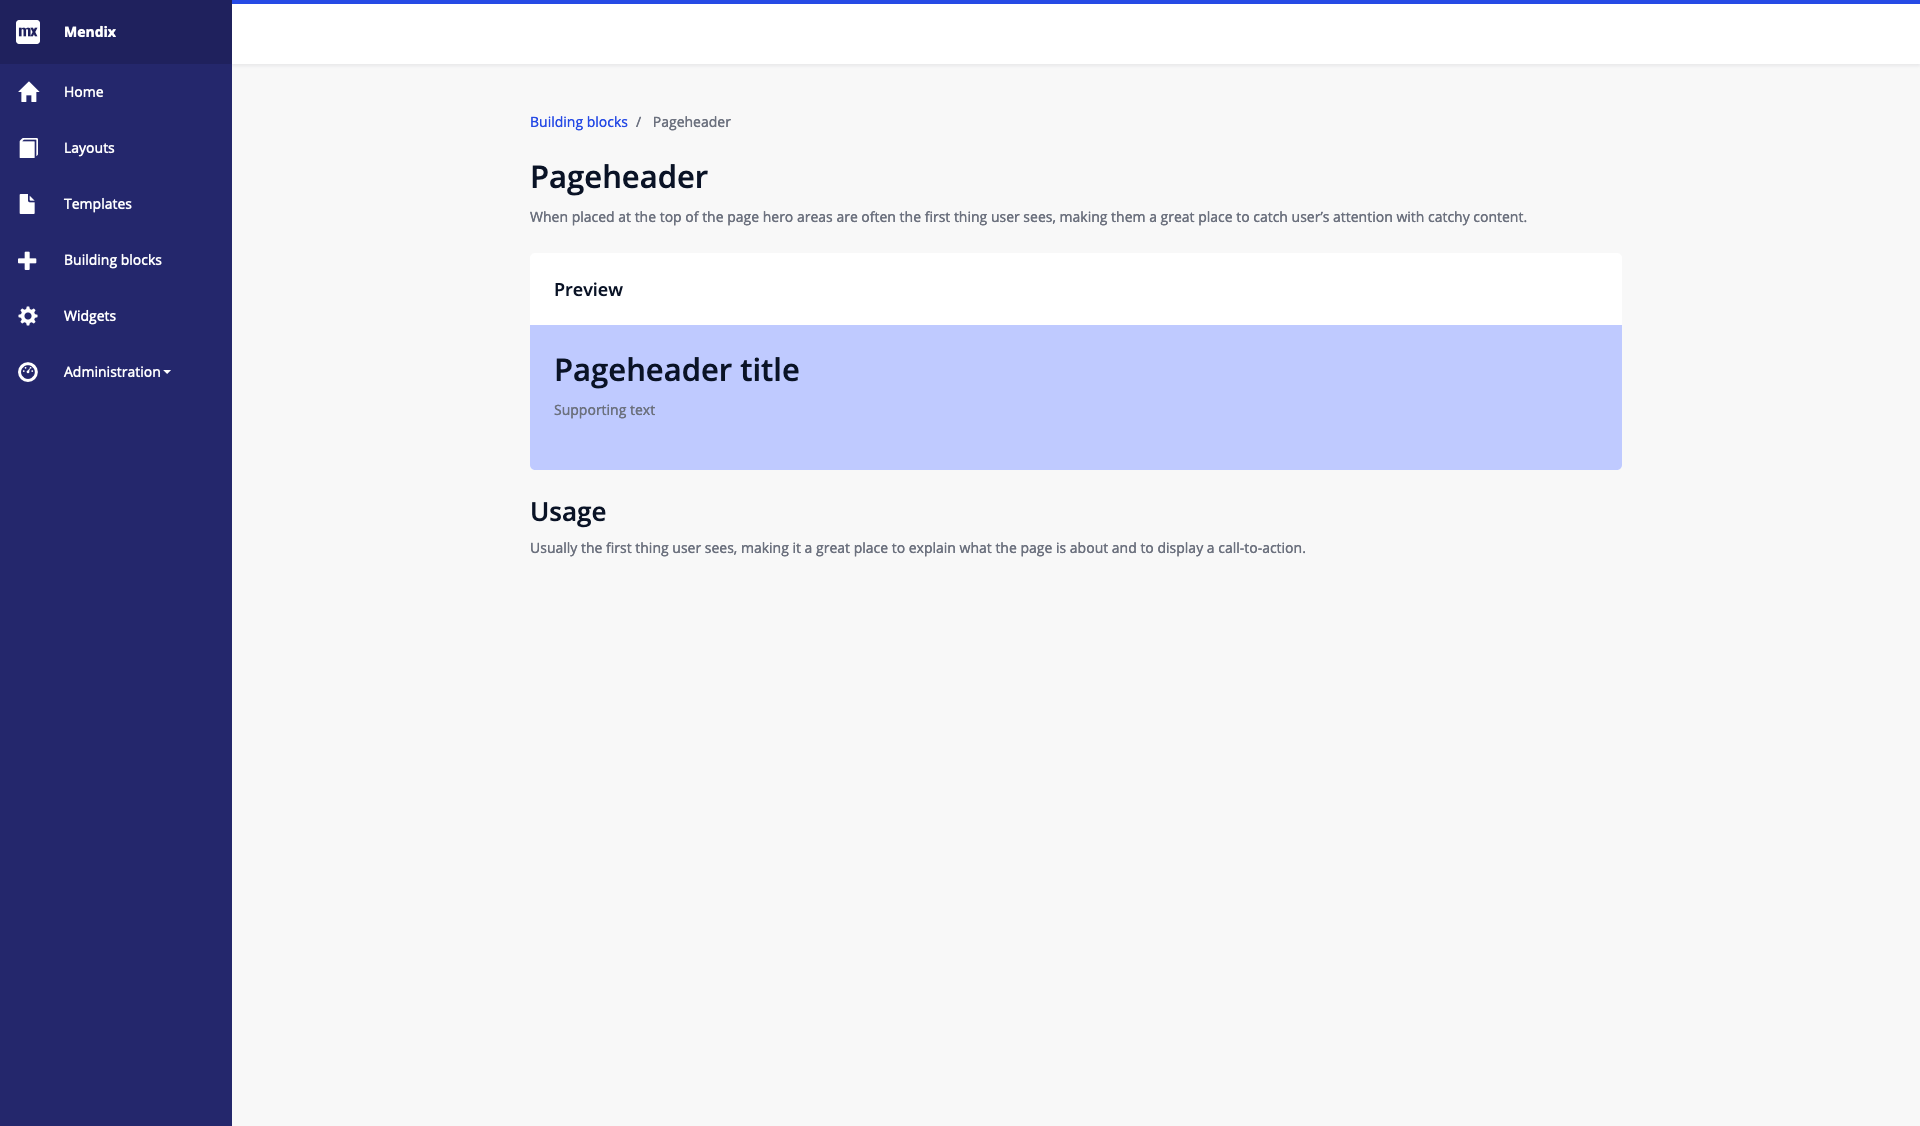 mx Mendix
Home
Layouts
Templates
Building blocks
Widgets
Administration
Building blocks / Pageheader
Pageheader
When placed at the top of the page hero areas are often the first thing user sees, making them a great place to catch user’s attention with catchy content.
Preview
Pageheader title
Supporting text
Usage
Usually the first thing user sees, making it a great place to explain what the page is about and to display a call-to-action.